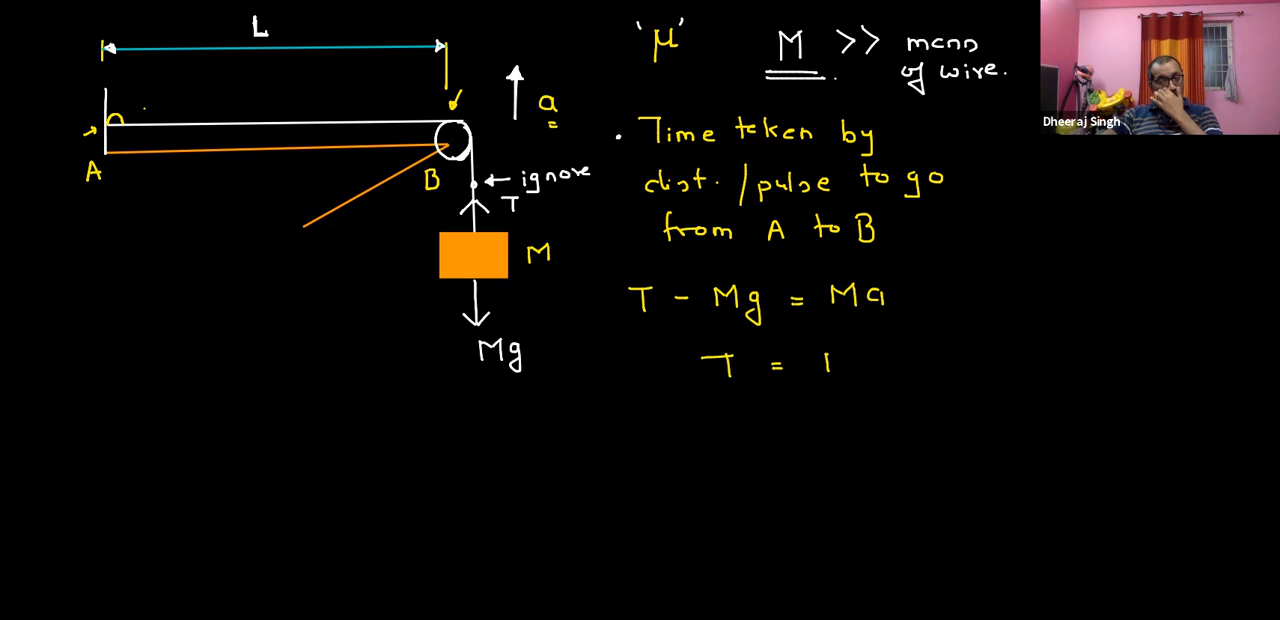 L
'μ'
M >> mass
of wire.
a
A
B
← ignore
T
M
Mg
• Time taken by
dist. / pulse to go
from A to B
T - Mg = Ma
T =
Dheeraj Singh